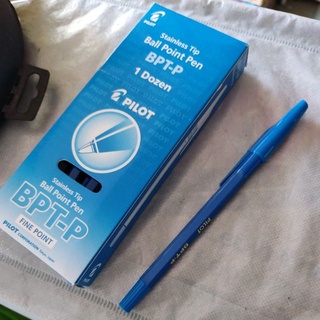 PILOT
Stainless Tip
Ball Point Pen
BPT-P
1 Dozen
PILOT
Stainless Tip
Ball Point Pen
BPT-P
FINE POINT
PILOT
PILOT BPT-P